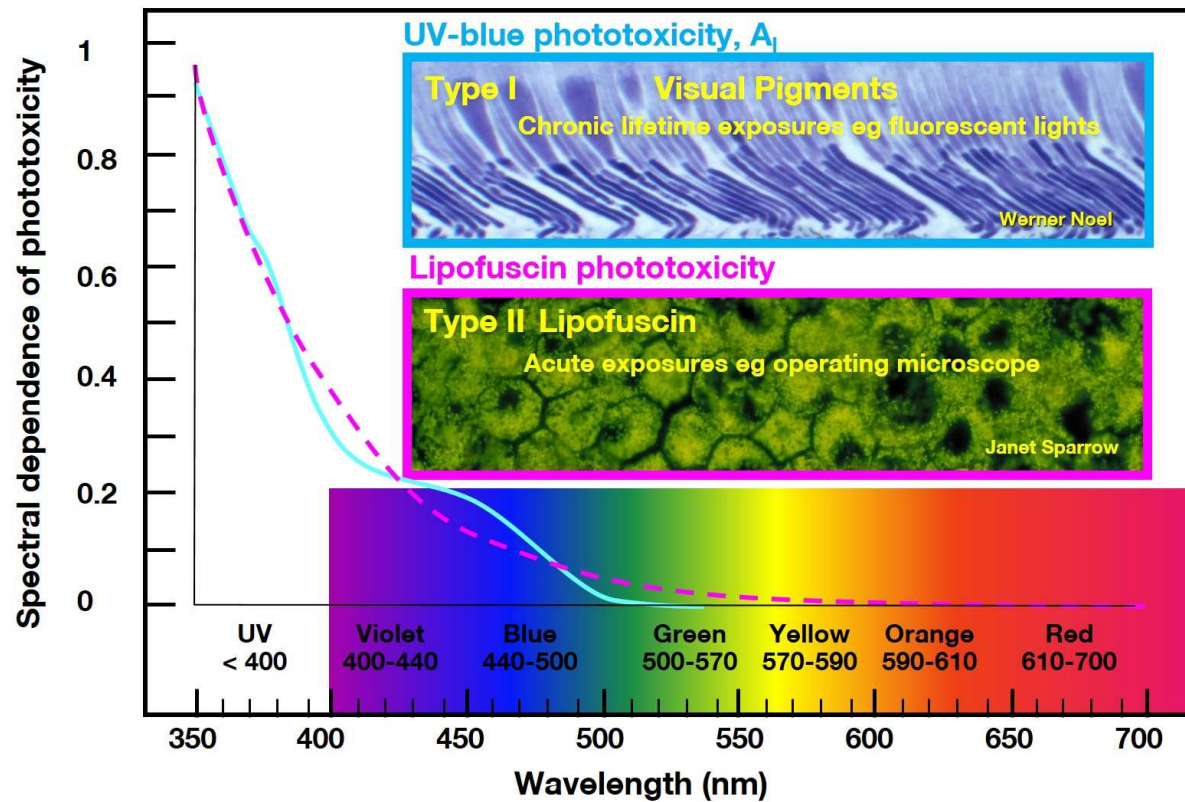 UV-blue phototoxicity, AI
Type I Visual Pigments
Chronic lifetime exposures eg fluorescent lights
Werner Noel
Lipofuscin phototoxicity
Type II Lipofuscin
Acute exposures eg operating microscope
Janet Sparrow
Spectral dependence of phototoxicity
1
0.8
0.6
0.4
0.2
0
UV Violet Blue Green Yellow Orange Red
< 400 400-440 440-500 500-570 570-590 590-610 610-700
350 400 450 500 550 600 650 700
Wavelength (nm)